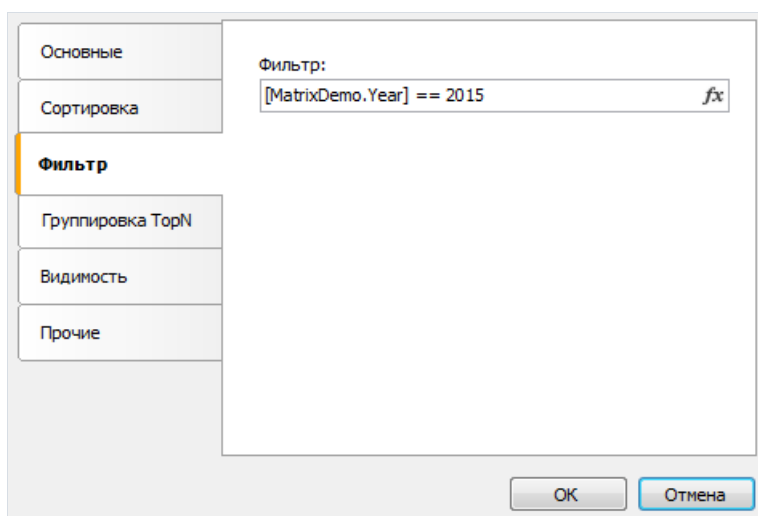 Основные
Сортировка
Фильтр
Группировка TopN
Видимость
Прочие
Фильтр:
[MatrixDemo.Year] == 2015
fx
OK
Отмена